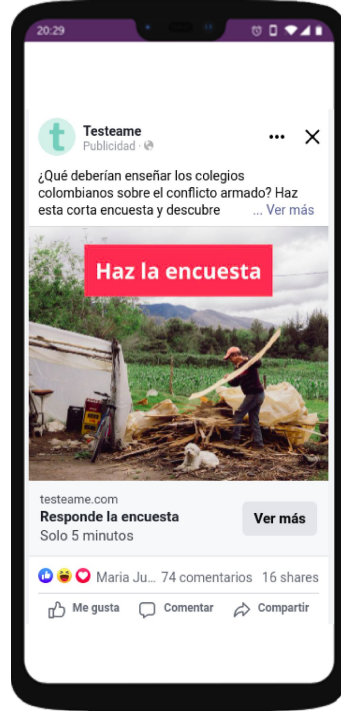 20:29
t
Testeame
Publicidad ·
¿Qué deberían enseñar los colegios
colombianos sobre el conflicto armado? Haz
esta corta encuesta y descubre ... Ver más
Haz la encuesta
testeame.com
Responde la encuesta
Solo 5 minutos
Ver más
Maria Ju... 74 comentarios 16 shares
Me gusta Comentar Compartir